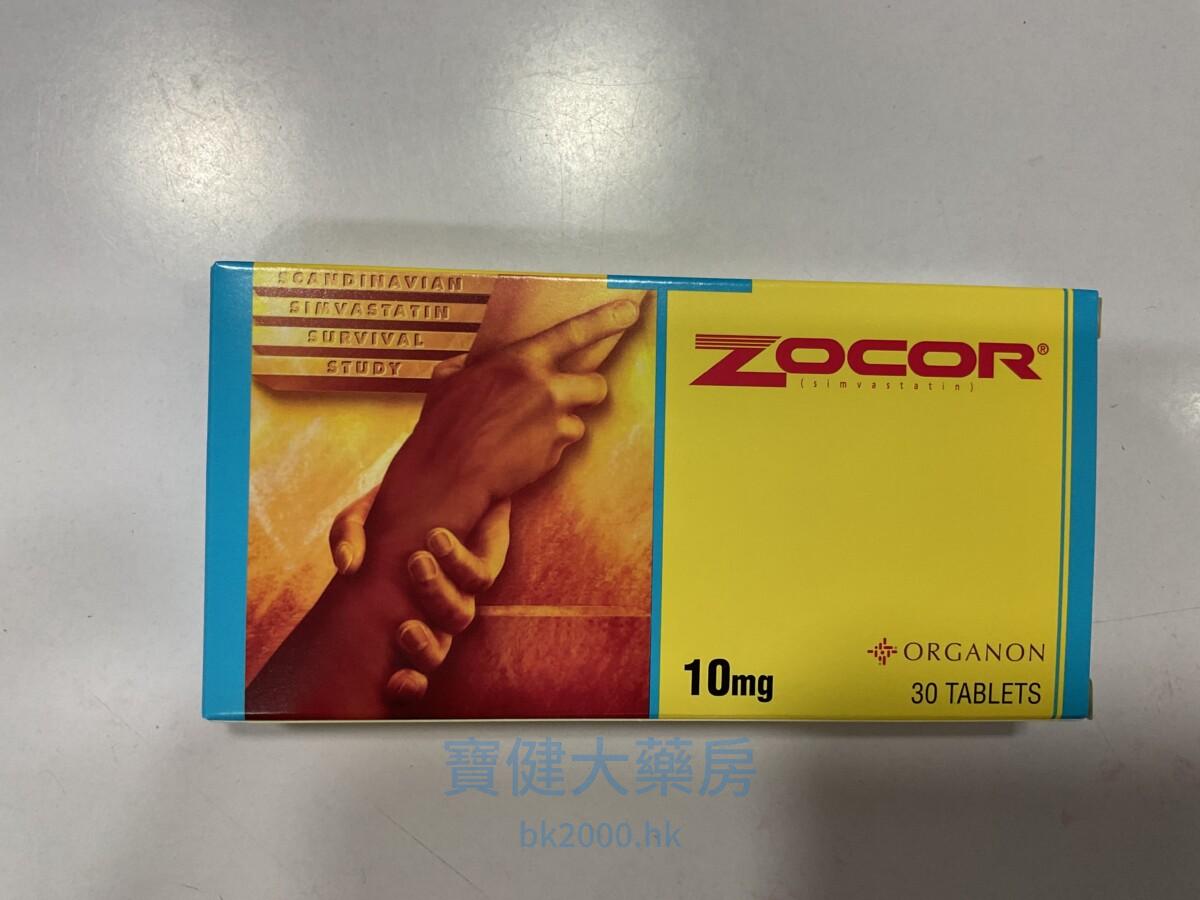 SCANDINAVIAN
SIMVASTATIN
SURVIVAL
STUDY
ZOCOR®
(simvastatin)
10mg
ORGANON
30 TABLETS
寶健大藥房
bk2000.hk